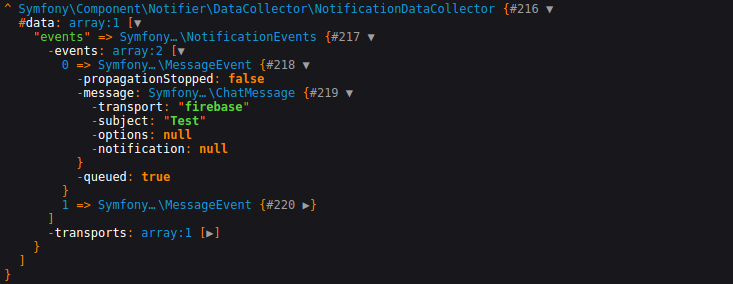 ^ Symfony\Component\Notifier\DataCollector\NotificationDataCollector {#216 ▼
  #data: array:1 [▼
    "events" => Symfony…\NotificationEvents {#217 ▼
      -events: array:2 [▼
        0 => Symfony…\MessageEvent {#218 ▼
          -propagationStopped: false
          -message: Symfony…\ChatMessage {#219 ▼
            -transport: "firebase"
            -subject: "Test"
            -options: null
            -notification: null
          }
          -queued: true
        }
        1 => Symfony…\MessageEvent {#220 ▶}
      ]
      -transports: array:1 [▶]
    }
  ]
}